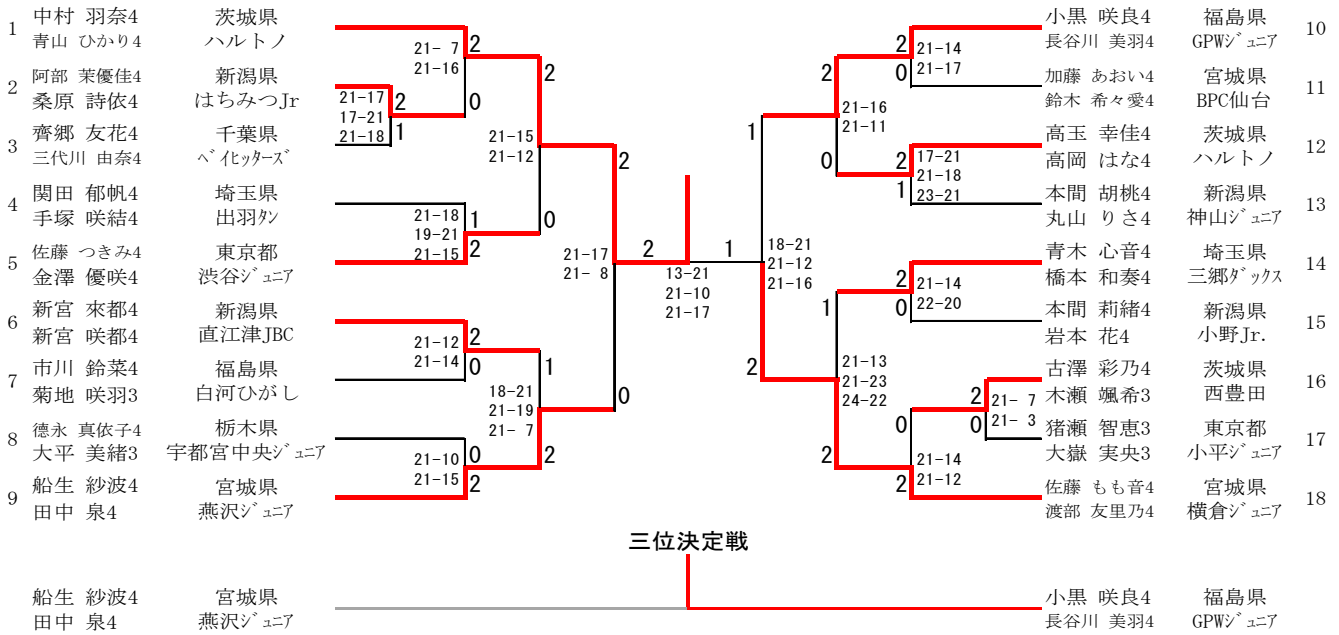 1 中村 羽奈4 茨城県
青山 ひかり4 ハルトノ
2 阿部 茉優佳4 新潟県
桑原 詩依4 はちみつJr
3 齊郷 友花4 千葉県
三代川 由奈4 ベイヒッターズ
4 関田 郁帆4 埼玉県
手塚 咲結4 出羽タン
5 佐藤 つきみ4 東京都
金澤 優咲4 渋谷ジュニア
6 新宮 來都4 新潟県
新宮 咲都4 直江津JBC
7 市川 鈴菜4 福島県
菊地 咲羽3 白河ひがし
8 德永 真依子4 栃木県
大平 美緒3 宇都宮中央ジュニア
9 船生 紗波4 宮城県
田中 泉4 燕沢ジュニア
21- 7 2
21-16 0
21-17 2
17-21
21-18 1
21-18 1
19-21
21-15 2
21-12 2
21-14 0
21-10 0
21-15 2
21-15 2
21-12 0
18-21 1
21-19
21- 7 2
21-17 2
21- 8 0
2 1
13-21
21-10
21-17
小黒 咲良4 福島県 10
長谷川 美羽4 GPWジュニア
加藤 あおい4 宮城県 11
鈴木 希々愛4 BPC仙台
高玉 幸佳4 茨城県 12
高岡 はな4 ハルトノ
本間 胡桃4 新潟県 13
丸山 りさ4 神山ジュニア
青木 心音4 埼玉県 14
橋本 和奏4 三郷ダックス
本間 莉緒4 新潟県 15
岩本 花4 小野Jr.
古澤 彩乃4 茨城県 16
木瀬 颯希3 西豊田
猪瀬 智恵3 東京都 17
大嶽 実央3 小平ジュニア
佐藤 もも音4 宮城県 18
渡部 友里乃4 横倉ジュニア
2 21-14
0 21-17
2 17-21
21-18
1 23-21
2 21-14
0 22-20
2 21- 7
0 21- 3
0 21-14
2 21-12
2 21-16
0 21-11
1 21-13
21-23
2 24-22
1 18-21
21-12
2 21-16
三位決定戦
船生 紗波4 宮城県
田中 泉4 燕沢ジュニア
小黒 咲良4 福島県
長谷川 美羽4 GPWジュニア